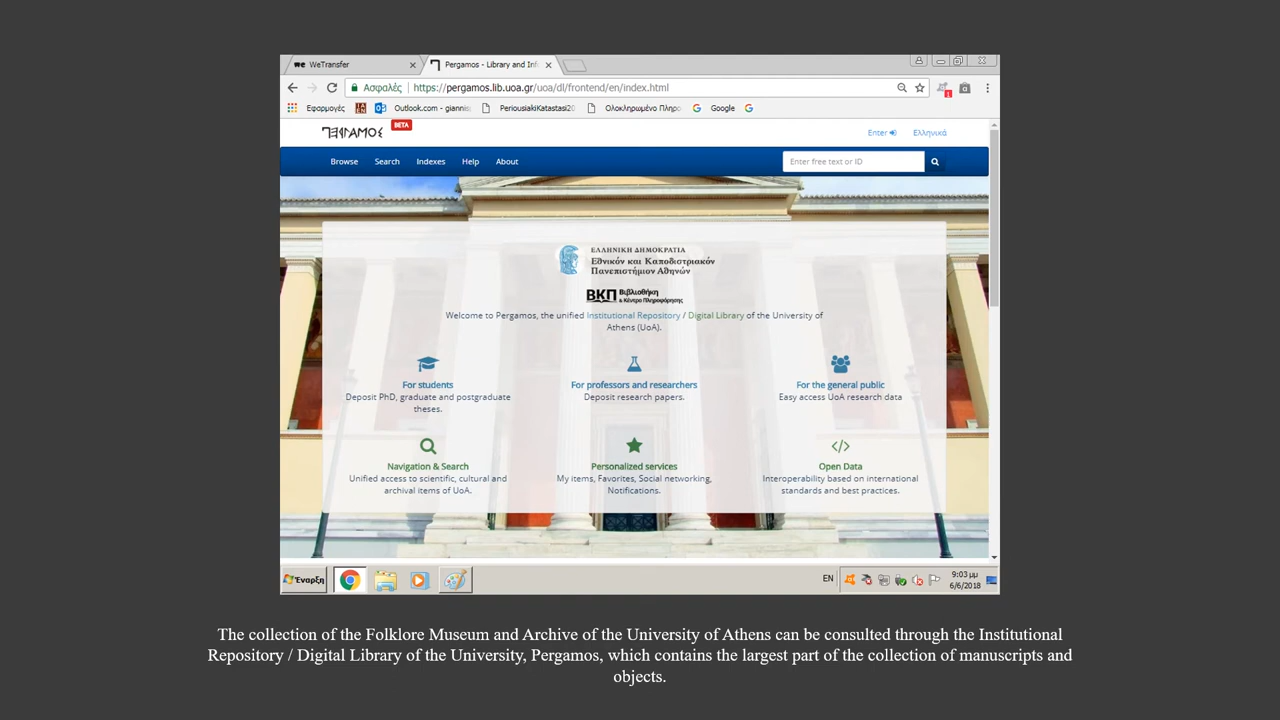 WeTransfer
Pergamos - Library and Inf
Ασφαλές https://pergamos.lib.uoa.gr/uoa/dl/frontend/en/index.html
Εφαρμογές Outlook.com - giannis PeriousiakiKatastasi20 Ολοκληρωμένο Πληρο Google
ΠΕΡΓΑΜΟΣ BETA
Enter Ελληνικά
Browse Search Indexes Help About Enter free text or ID
ΕΛΛΗΝΙΚΗ ΔΗΜΟΚΡΑΤΙΑ
Εθνικόν και Καποδιστριακόν
Πανεπιστήμιον Αθηνών
ΒΚΠ Βιβλιοθήκη
& Κέντρο Πληροφόρησης
Welcome to Pergamos, the unified Institutional Repository / Digital Library of the University of
Athens (UoA).
For students
Deposit PhD, graduate and postgraduate
theses.
For professors and researchers
Deposit research papers.
For the general public
Easy access UoA research data
Navigation & Search
Unified access to scientific, cultural and
archival items of UoA.
Personalized services
My items, Favorites, Social networking,
Notifications.
Open Data
Interoperability based on international
standards and best practices.
Έναρξη
EN
9:03 μμ
6/6/2018
The collection of the Folklore Museum and Archive of the University of Athens can be consulted through the Institutional
Repository / Digital Library of the University, Pergamos, which contains the largest part of the collection of manuscripts and
objects.